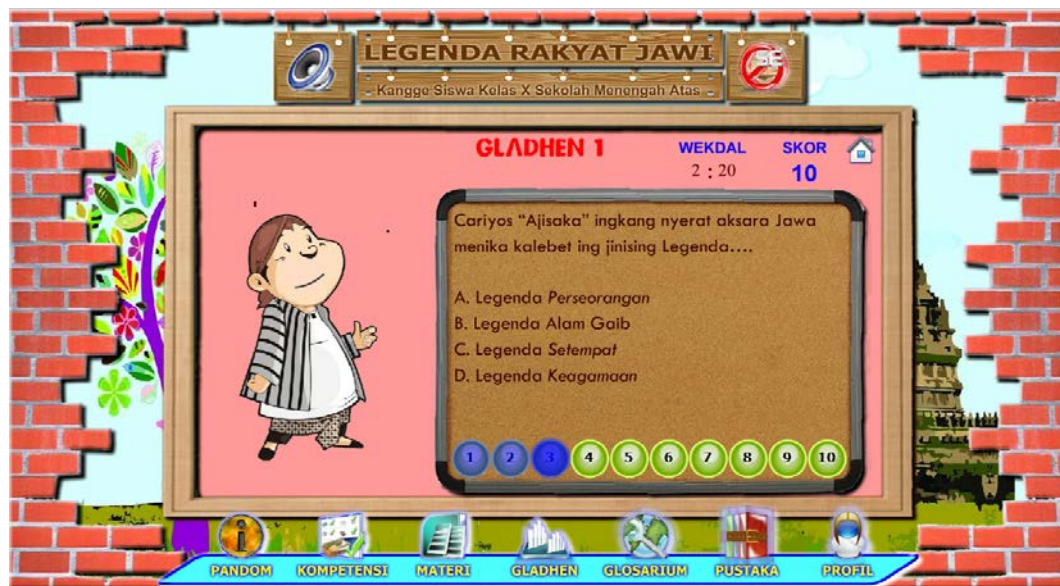 LEGENDA RAKYAT JAWI
Kangge Siswa Kelas X Sekolah Menengah Atas
SE
GLADHEN 1
WEKDAL
2 : 20
SKOR
10
Cariyos “Ajisaka” ingkang nyerat aksara Jawa
menika kalebet ing jinising Legenda....
A. Legenda Perseorangan
B. Legenda Alam Gaib
C. Legenda Setempat
D. Legenda Keagamaan
1 2 3 4 5 6 7 8 9 10
PANDOM KOMPETENSI MATERI GLADHEN GLOSARIUM PUSTAKA PROFIL